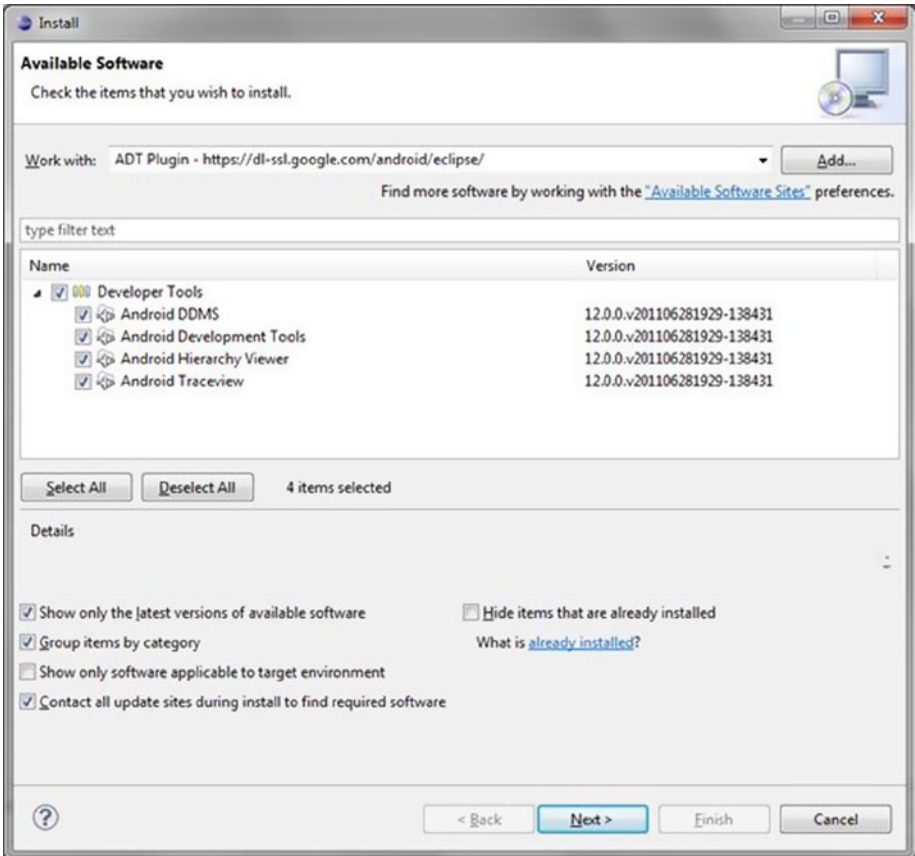 Install
Available Software
Check the items that you wish to install.
Work with: ADT Plugin - https://dl-ssl.google.com/android/eclipse/ Add...
Find more software by working with the "Available Software Sites" preferences.
type filter text
Name Version
Developer Tools
Android DDMS 12.0.0.v201106281929-138431
Android Development Tools 12.0.0.v201106281929-138431
Android Hierarchy Viewer 12.0.0.v201106281929-138431
Android Traceview 12.0.0.v201106281929-138431
Select All Deselect All 4 items selected
Details
Show only the latest versions of available software Hide items that are already installed
Group items by category What is already installed?
Show only software applicable to target environment
Contact all update sites during install to find required software
? < Back Next > Finish Cancel